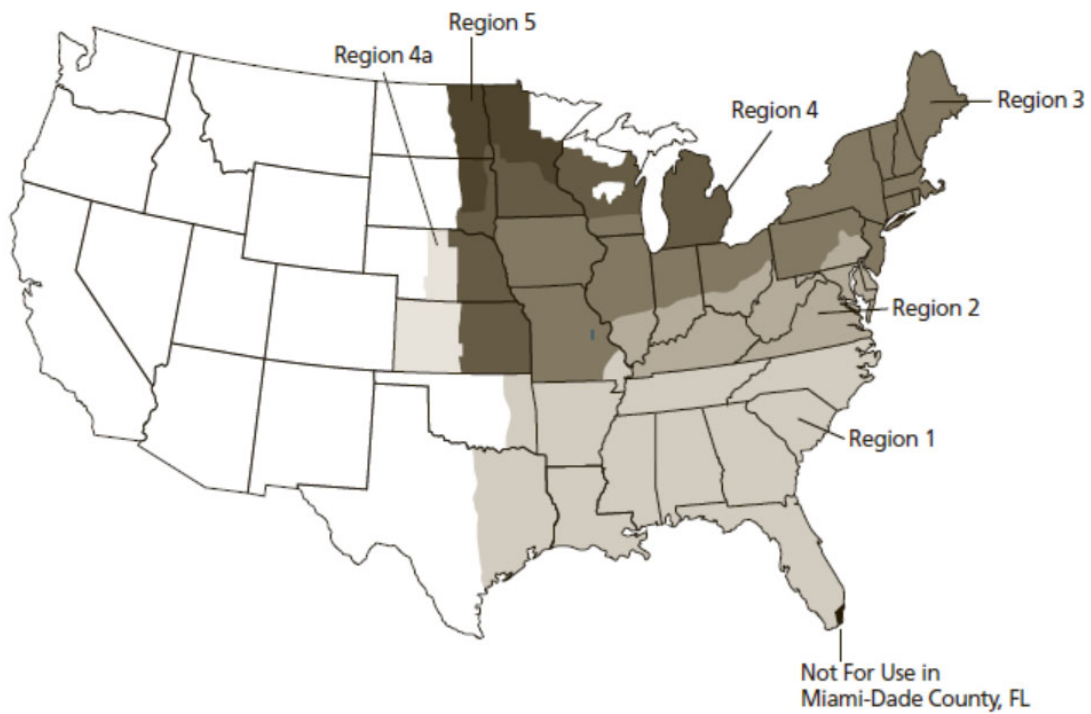 Region 5
Region 4a
Region 3
Region 4
Region 2
Region 1
Not For Use in
Miami-Dade County, FL